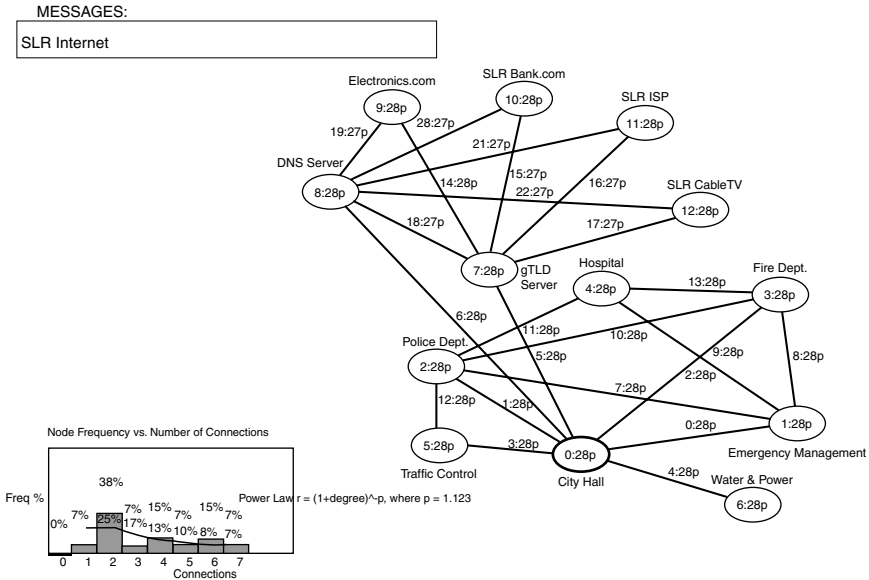 MESSAGES:
SLR Internet
SLR Bank.com
Electronics.com
SLR ISP
10:28p
9:28p
11:28p
28:27p
19:27p
21:27p
DNS Server
15:27p
16:27p
14:28p
SLR CableTV
8:28p
22:27p
12:28p
18:27p
17:27p
7:28p
gTLD
Server
Hospital
Fire Dept.
13:28p
4:28p
3:28p
6:28p
11:28p
10:28p
Police Dept.
5:28p
9:28p
8:28p
2:28p
2:28p
7:28p
12:28p
1:28p
0:28p
1:28p
5:28p
3:28p
0:28p
Emergency Management
Traffic Control
City Hall
4:28p
Water & Power
6:28p
Node Frequency vs. Number of Connections
38%
Freq %
Power Law r = (1+degree)^-p, where p = 1.123
0%
7%
25%
7%
17%
15%
13%
7%
10%
15%
8%
7%
7%
0 1 2 3 4 5 6 7
Connections